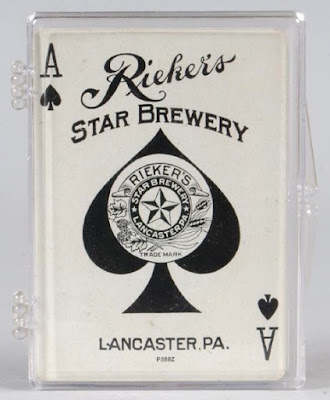 A
Rieker's
STAR BREWERY
RIEKER'S
STAR BREWERY
LANCASTER, PA.
TRADE MARK
LANCASTER, PA.
A